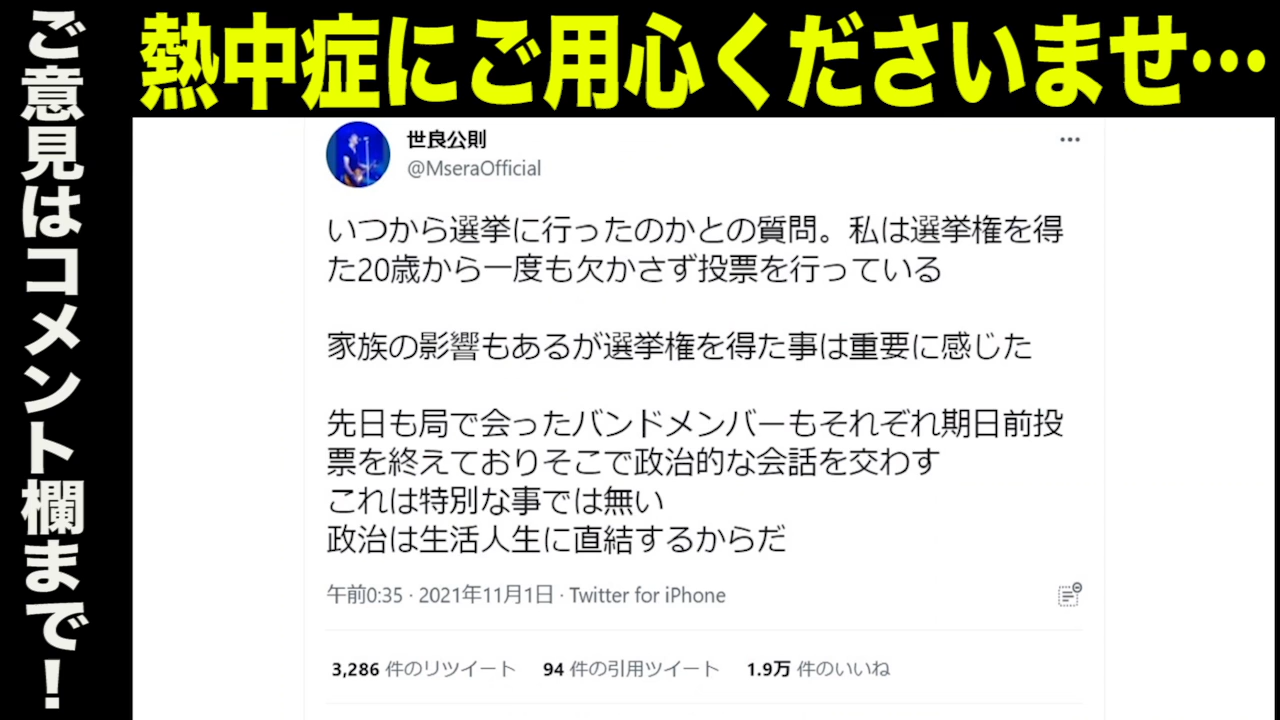 熱中症にご用心くださいませ…
ご意見はコメント欄まで！
世良公則
@MseraOfficial
いつから選挙に行ったのかとの質問。私は選挙権を得
た20歳から一度も欠かさず投票を行っている
家族の影響もあるが選挙権を得た事は重要に感じた
先日も局で会ったバンドメンバーもそれぞれ期日前投
票を終えておりそこで政治的な会話を交わす
これは特別な事では無い
政治は生活人生に直結するからだ
午前0:35 · 2021年11月1日 · Twitter for iPhone
3,286 件のリツイート 94 件の引用ツイート 1.9万 件のいいね